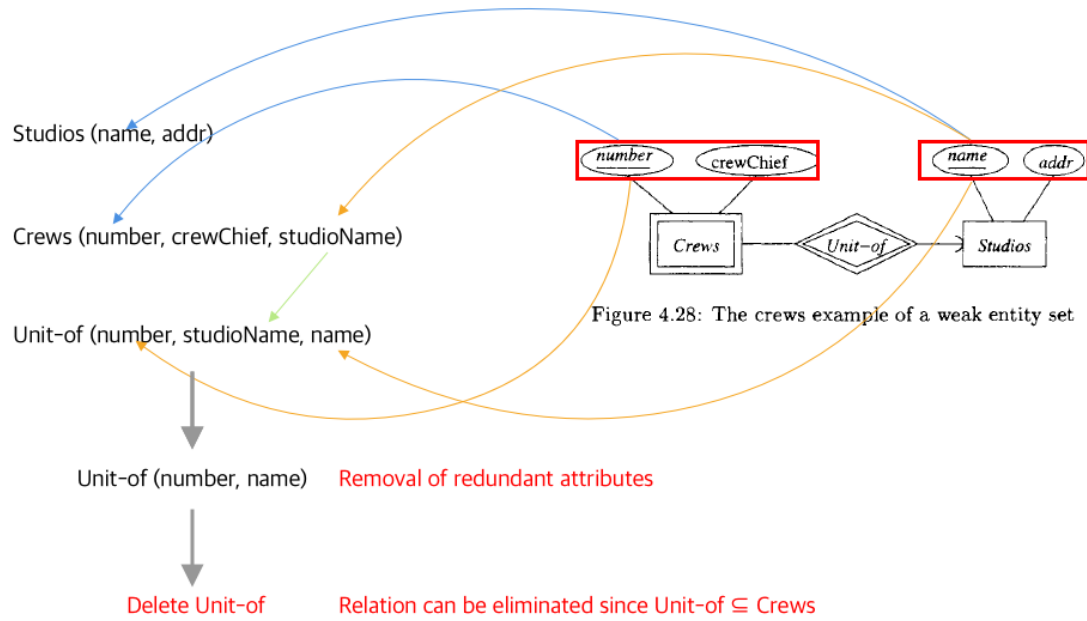 Studios (name, addr)
number
crewChief
name
addr
Crews (number, crewChief, studioName)
Crews
Unit-of
Studios
Figure 4.28: The crews example of a weak entity set
Unit-of (number, studioName, name)
Unit-of (number, name)
Removal of redundant attributes
Delete Unit-of
Relation can be eliminated since Unit-of ⊆ Crews